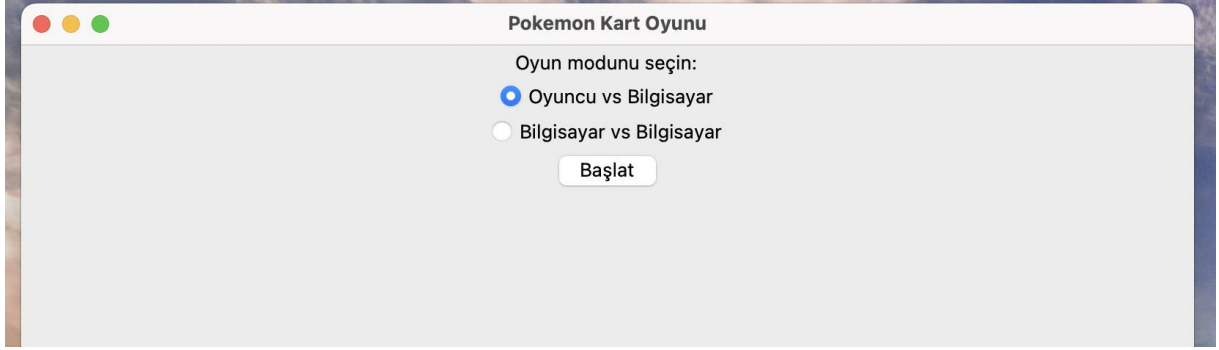 Pokemon Kart Oyunu
Oyun modunu seçin:
Oyuncu vs Bilgisayar
Bilgisayar vs Bilgisayar
Başlat